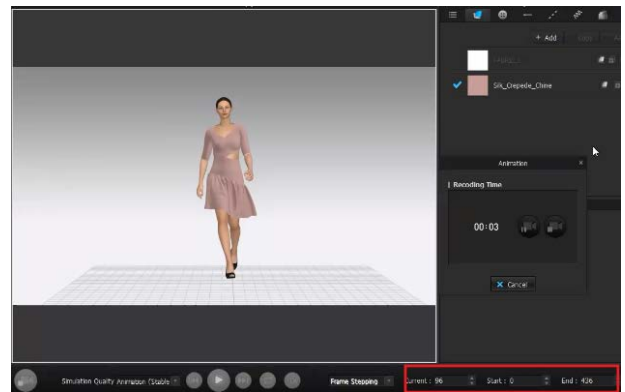 + Add
Silk_Crepede_Chine
Animation
Recoding Time
00:03
X Cancel
Simulation Quality Animation (Stable
Frame Stepping
Current : 96
Start : 0
End : 436